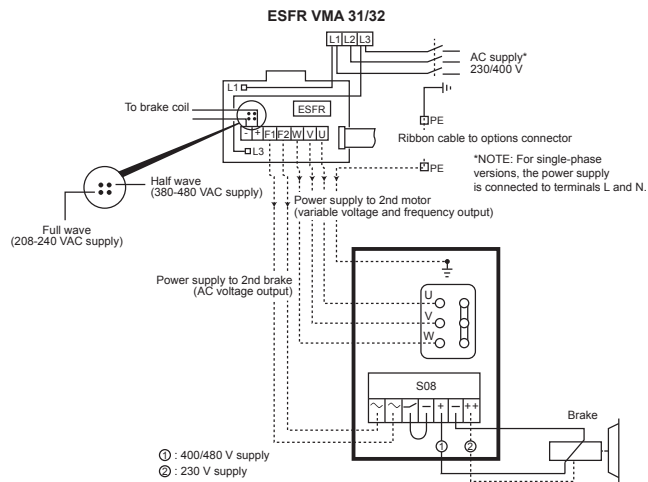 ESFR VMA 31/32
L1 L2 L3
AC supply*
230/400 V
L1
To brake coil
ESFR
PE
- + F1 F2 W V U
Ribbon cable to options connector
L3
PE
*NOTE: For single-phase
versions, the power supply
is connected to terminals L and N.
Half wave
(380-480 VAC supply)
Full wave
(208-240 VAC supply)
Power supply to 2nd motor
(variable voltage and frequency output)
Power supply to 2nd brake
(AC voltage output)
U
V
W
S08
+ — ++
Brake
1 2
1 : 400/480 V supply
2 : 230 V supply